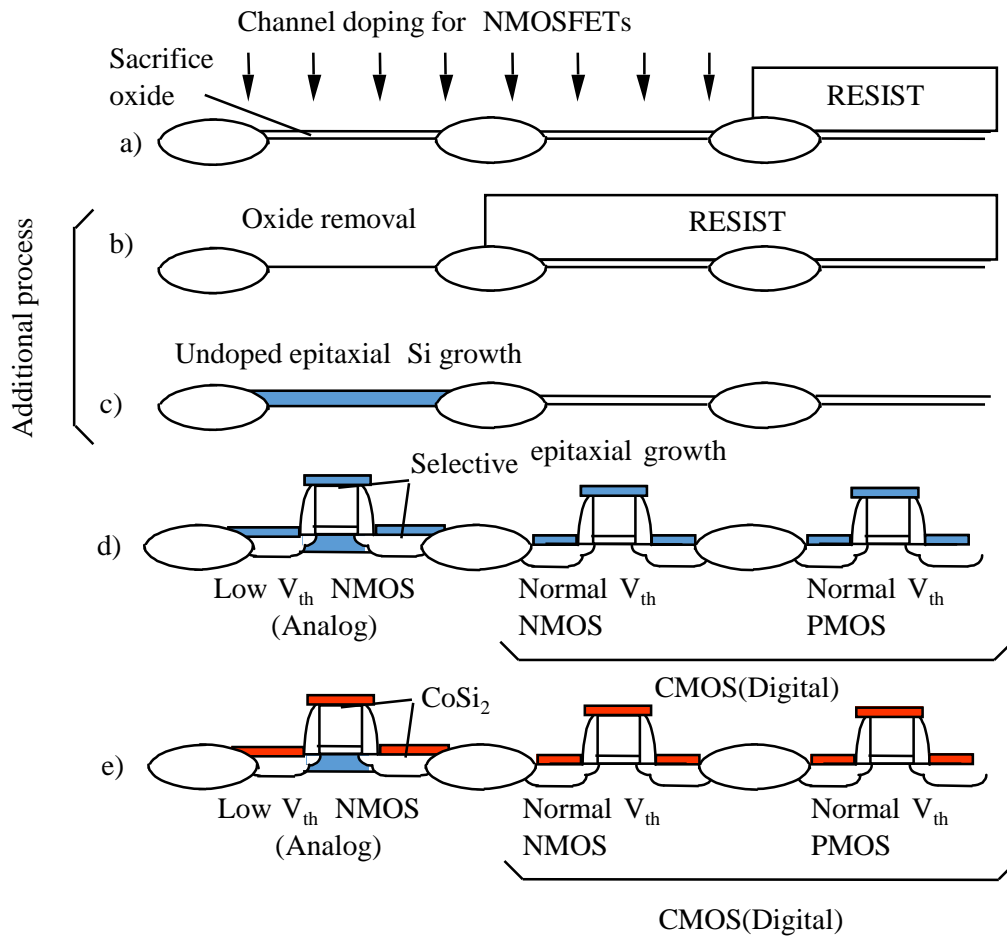 Channel doping for NMOSFETs
Sacrifice
oxide
RESIST
a)
Additional process
Oxide removal
RESIST
b)
Undoped epitaxial Si growth
c)
Selective epitaxial growth
d)
Low Vth NMOS
(Analog)
Normal Vth
NMOS
Normal Vth
PMOS
CMOS(Digital)
CoSi2
e)
Low Vth NMOS
(Analog)
Normal Vth
NMOS
Normal Vth
PMOS
CMOS(Digital)